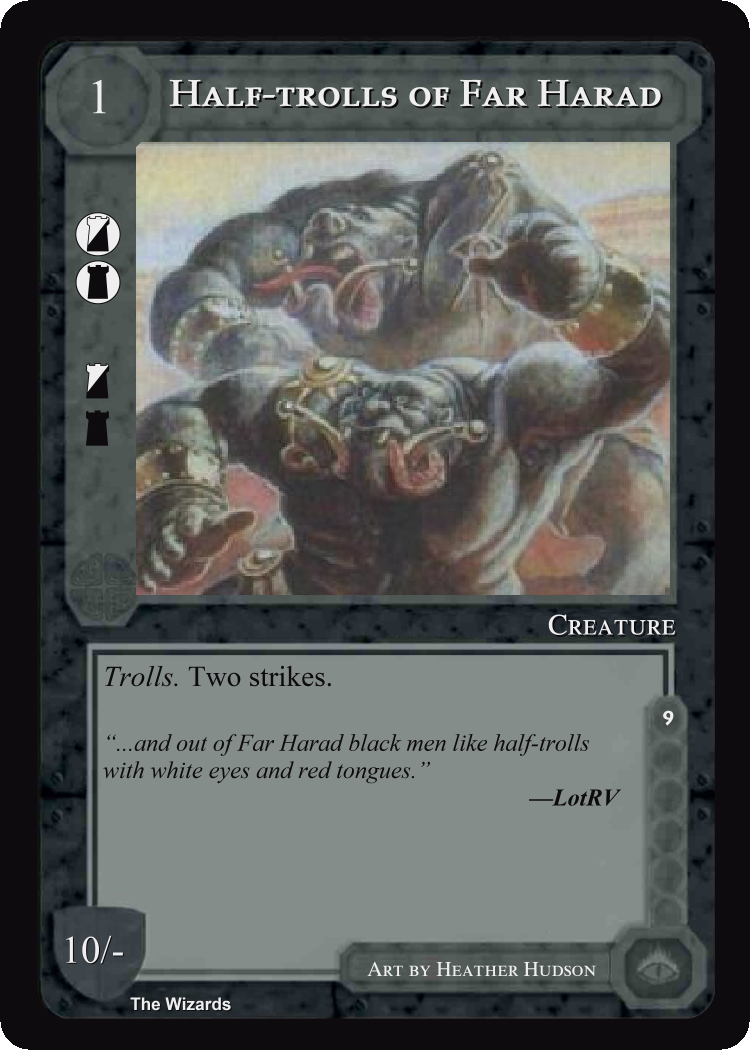 1
HALF-TROLLS OF FAR HARAD
CREATURE
Trolls. Two strikes.
9
“...and out of Far Harad black men like half-trolls
with white eyes and red tongues.”
—LotRV
10/-
ART BY HEATHER HUDSON
The Wizards